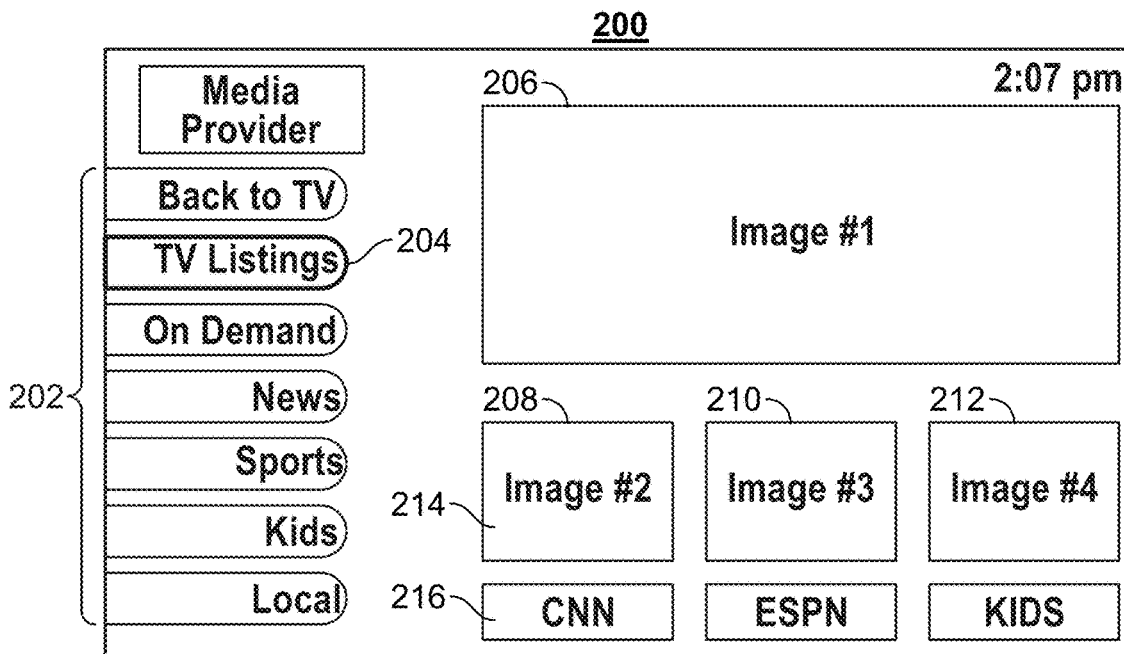 200
2:07 pm
Media
Provider
206
Back to TV
TV Listings
204
On Demand
202
News
Sports
Kids
Local
Image #1
208
210
212
Image #2
Image #3
Image #4
214
216
CNN
ESPN
KIDS